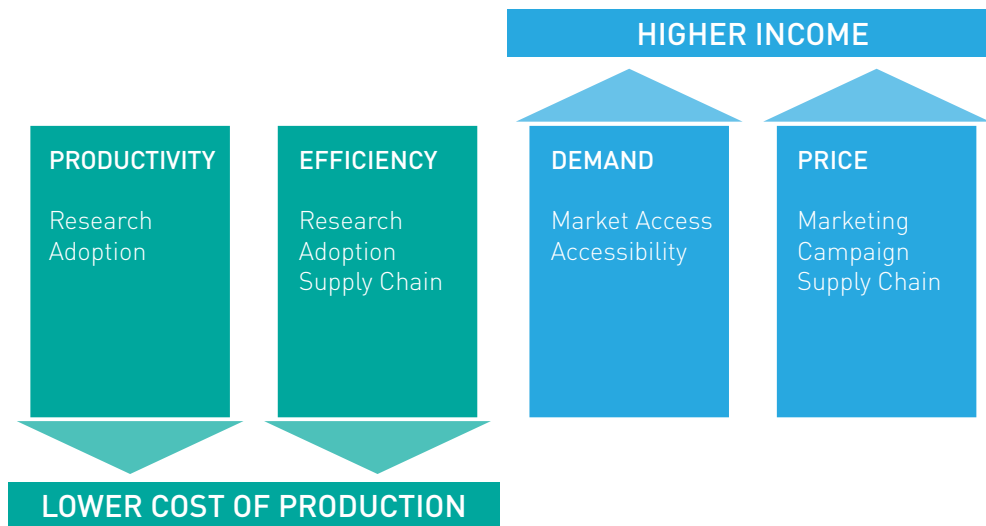 HIGHER INCOME
PRODUCTIVITY
Research
Adoption
EFFICIENCY
Research
Adoption
Supply Chain
DEMAND
Market Access
Accessibility
PRICE
Marketing
Campaign
Supply Chain
LOWER COST OF PRODUCTION